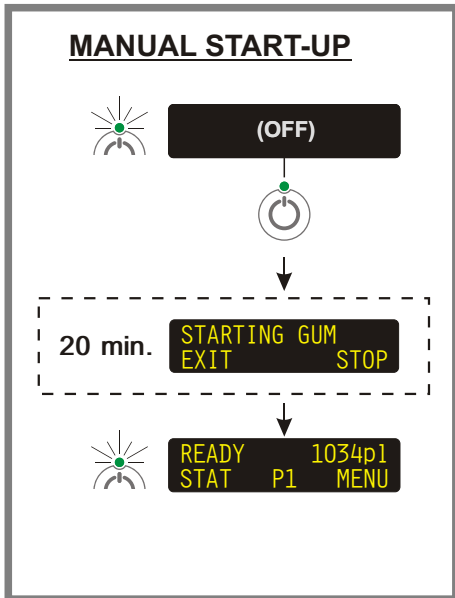 MANUAL START-UP
(OFF)
20 min.
STARTING GUM
EXIT STOP
READY 1034pl
STAT P1 MENU